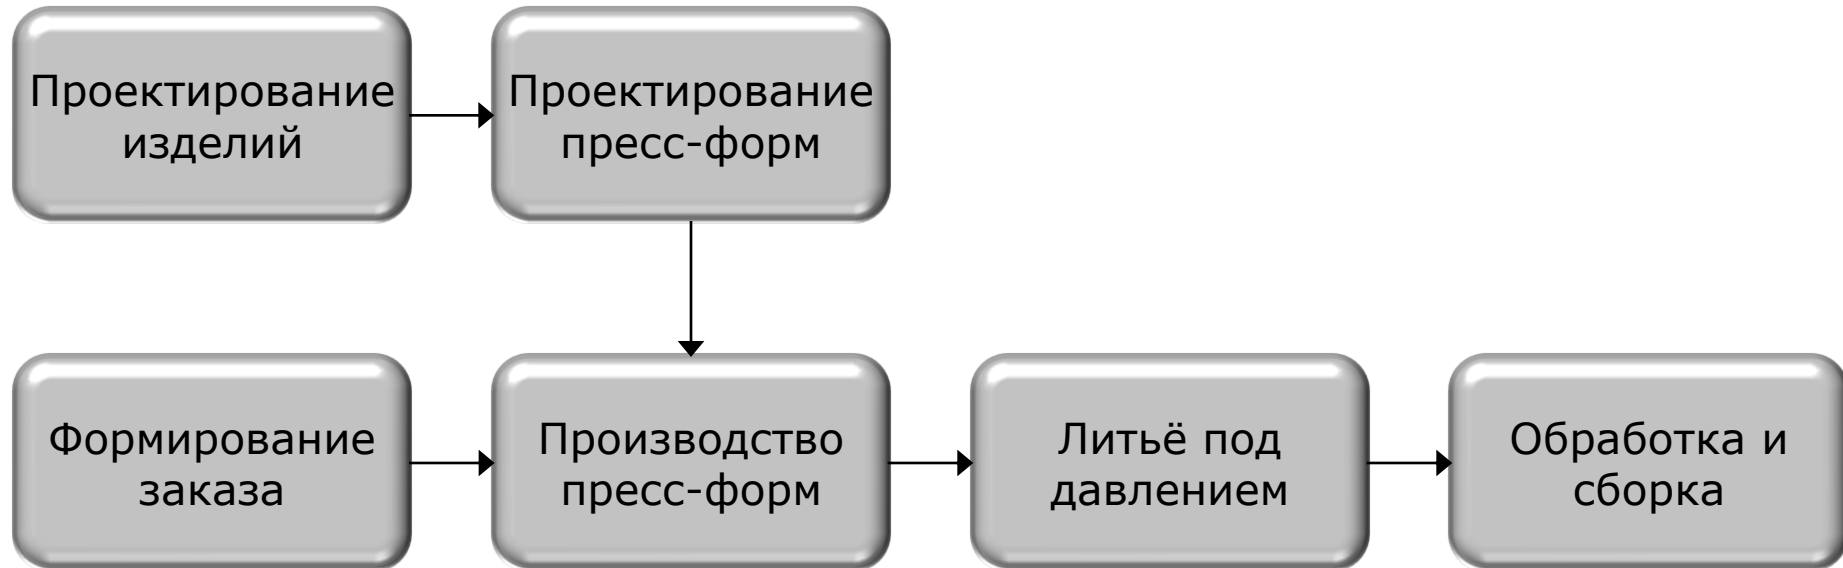 Проектирование
изделий
Проектирование
пресс-форм
Формирование
заказа
Производство
пресс-форм
Литьё под
давлением
Обработка и
сборка